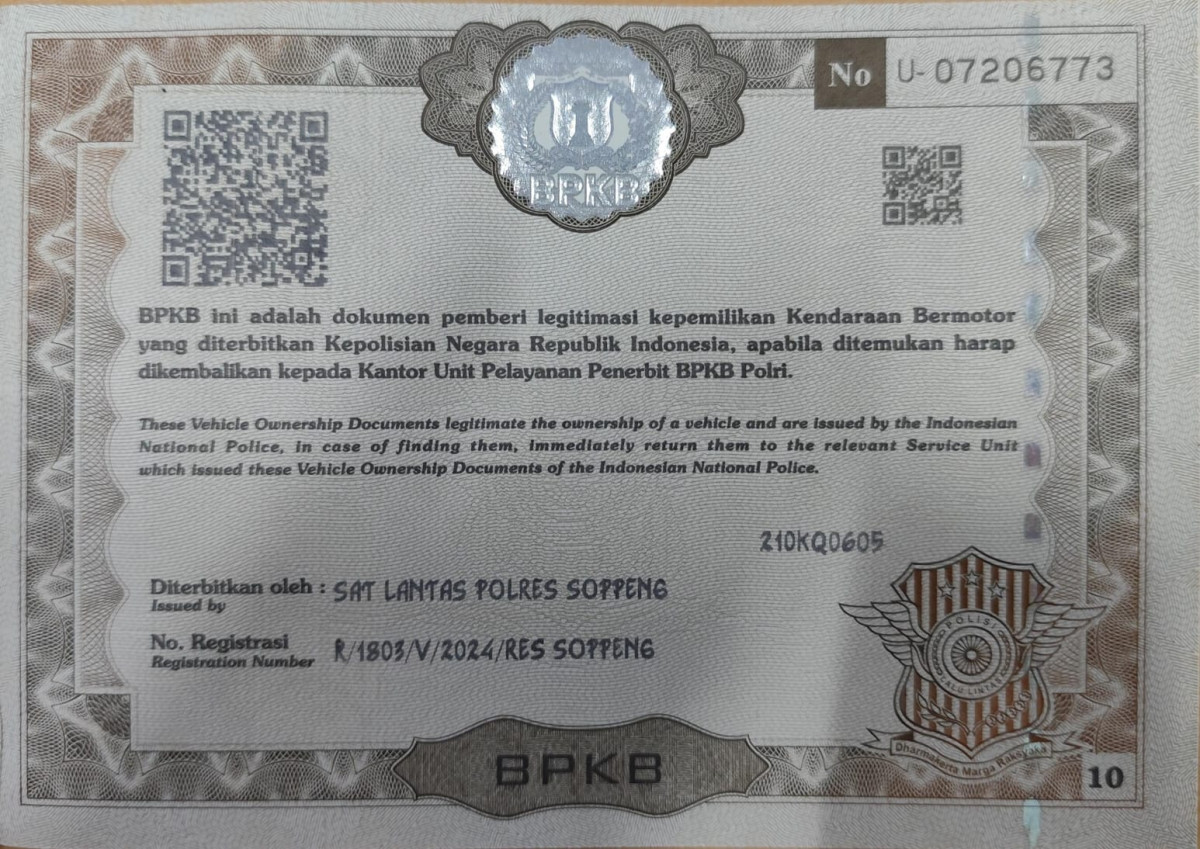 No U- 07206773
BPKB
BPKB ini adalah dokumen pemberi legitimasi kepemilikan Kendaraan Bermotor
yang diterbitkan Kepolisian Negara Republik Indonesia, apabila ditemukan harap
dikembalikan kepada Kantor Unit Pelayanan Penerbit BPKB Polri.
These Vehicle Ownership Documents legitimate the ownership of a vehicle and are issued by the Indonesian
National Police, in case of finding them, immediately return them to the relevant Service Unit
which issued these Vehicle Ownership Documents of the Indonesian National Police.
210KQ0605
Diterbitkan oleh : SAT LANTAS POLRES SOPPENG
Issued by
No. Registrasi R/1803/V/2024/RES SOPPENG
Registration Number
POLISI
LALU LINTAS
Dharmakerta Marga Raksyaka
BPKB
10